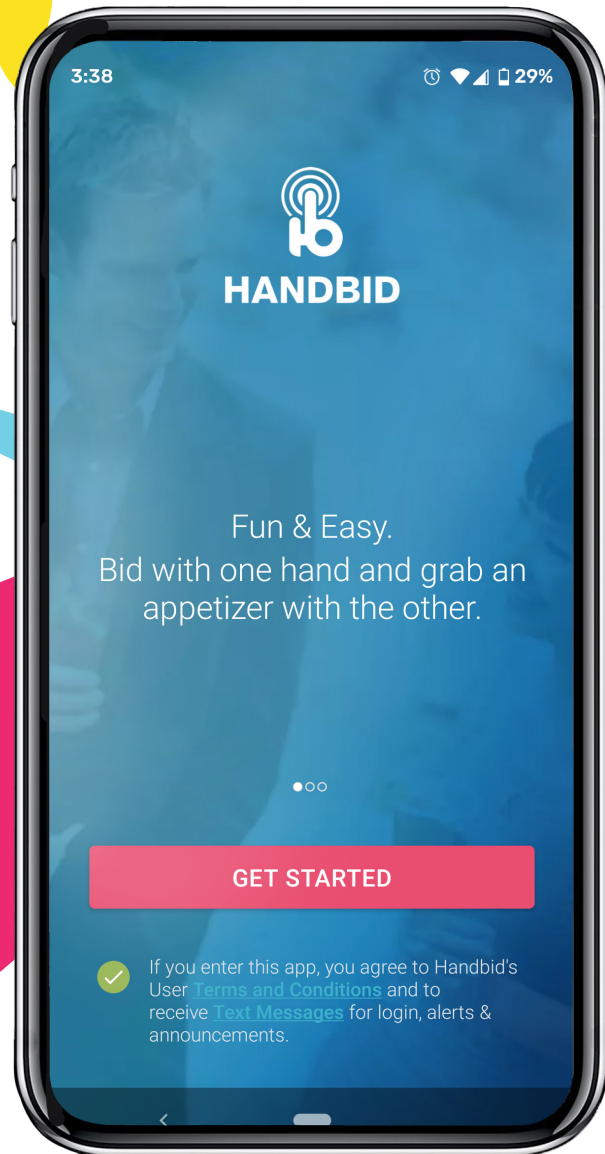 3:38 29%
HANDBID
Fun & Easy.
Bid with one hand and grab an
appetizer with the other.
GET STARTED
If you enter this app, you agree to Handbid's
User Terms and Conditions and to
receive Text Messages for login, alerts &
announcements.